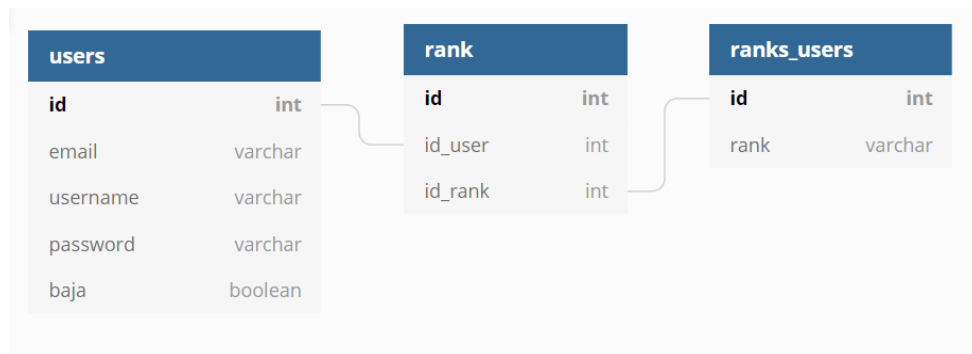 users
id int
email varchar
username varchar
password varchar
baja boolean
rank
id int
id_user int
id_rank int
ranks_users
id int
rank varchar